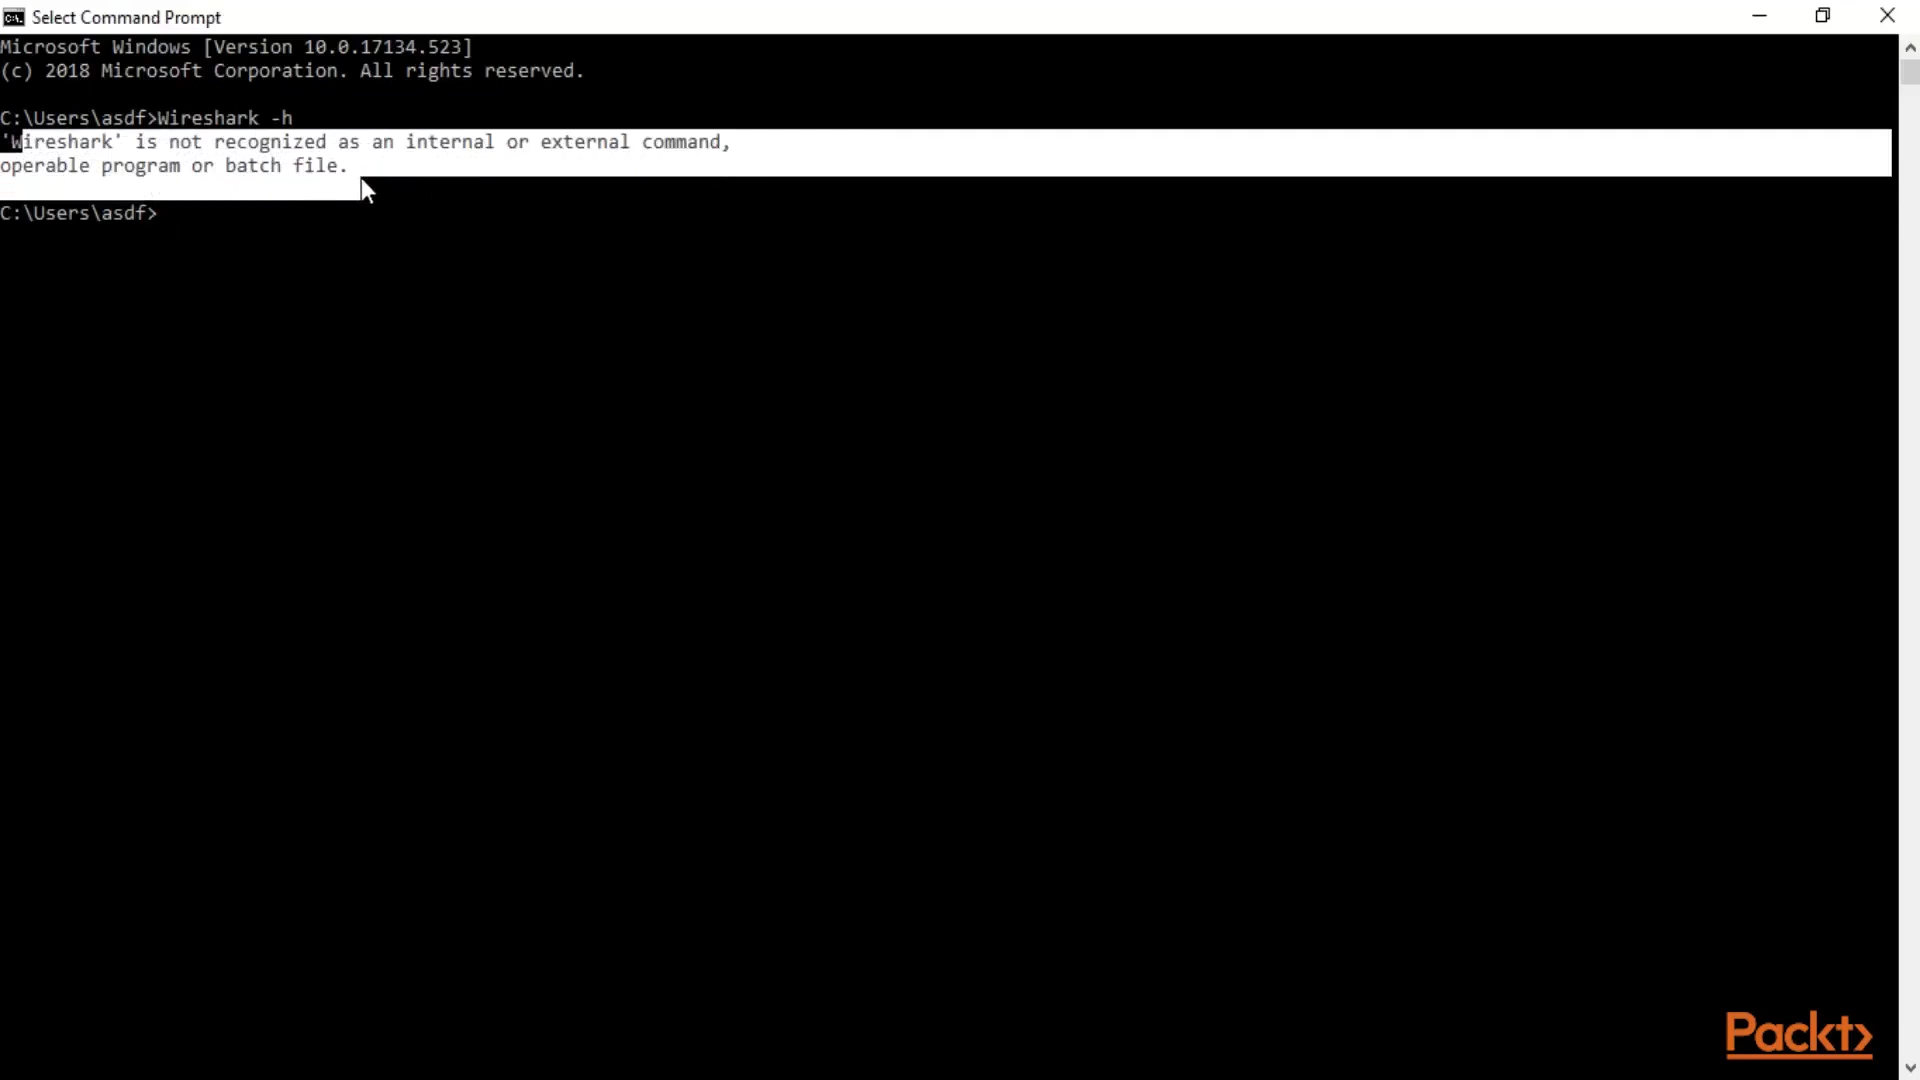 Select Command Prompt
Microsoft Windows [Version 10.0.17134.523]
(c) 2018 Microsoft Corporation. All rights reserved.
C:\Users\asdf>Wireshark -h
'Wireshark' is not recognized as an internal or external command,
operable program or batch file.
C:\Users\asdf>
Packt>